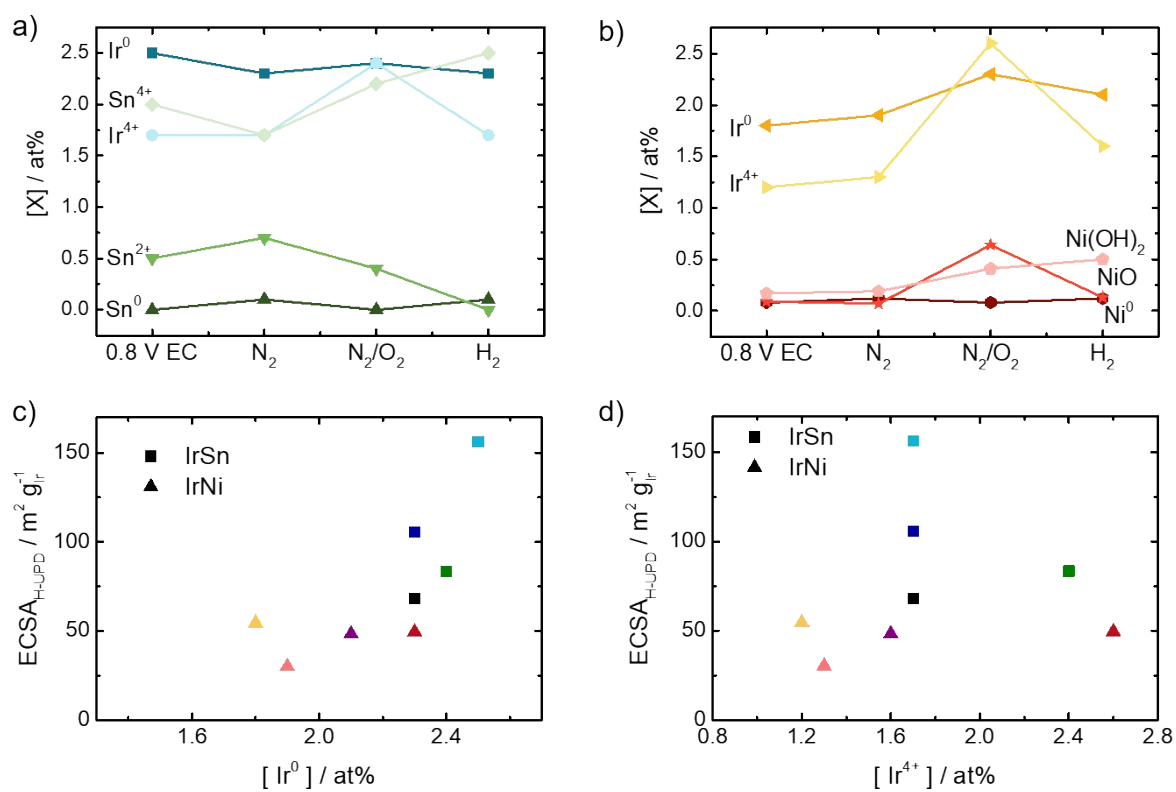 a)
[X] / at%
2.5
2.0
1.5
1.0
0.5
0.0
Ir⁰
Sn⁴⁺
Ir⁴⁺
Sn²⁺
Sn⁰
0.8 V EC N₂ N₂/O₂ H₂
b)
[X] / at%
2.5
2.0
1.5
1.0
0.5
0.0
Ir⁰
Ir⁴⁺
Ni(OH)₂
NiO
Ni⁰
0.8 V EC N₂ N₂/O₂ H₂
c)
ECSA_H-UPD / m² g_Ir⁻¹
150
100
50
0
IrSn
IrNi
1.6 2.0 2.4
[ Ir⁰ ] / at%
d)
ECSA_H-UPD / m² g_Ir⁻¹
150
100
50
0
IrSn
IrNi
0.8 1.2 1.6 2.0 2.4 2.8
[ Ir⁴⁺ ] / at%